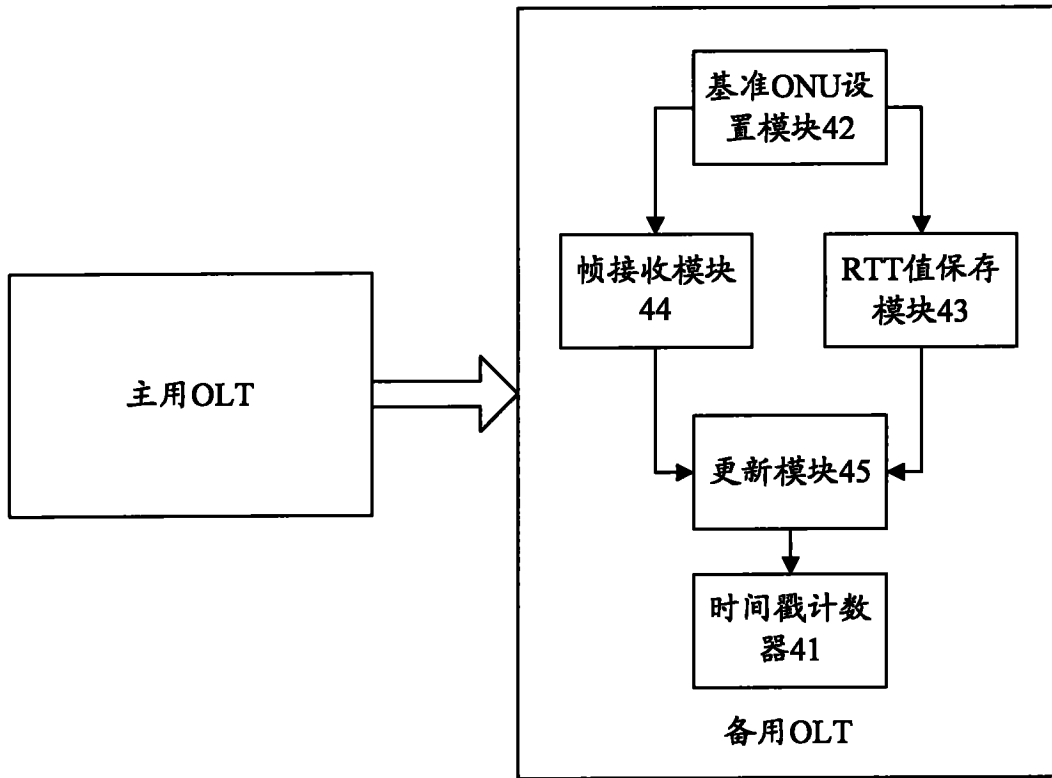 基准ONU设
置模块42
帧接收模块
44
RTT值保存
模块43
主用OLT
更新模块45
时间戳计数
器41
备用OLT